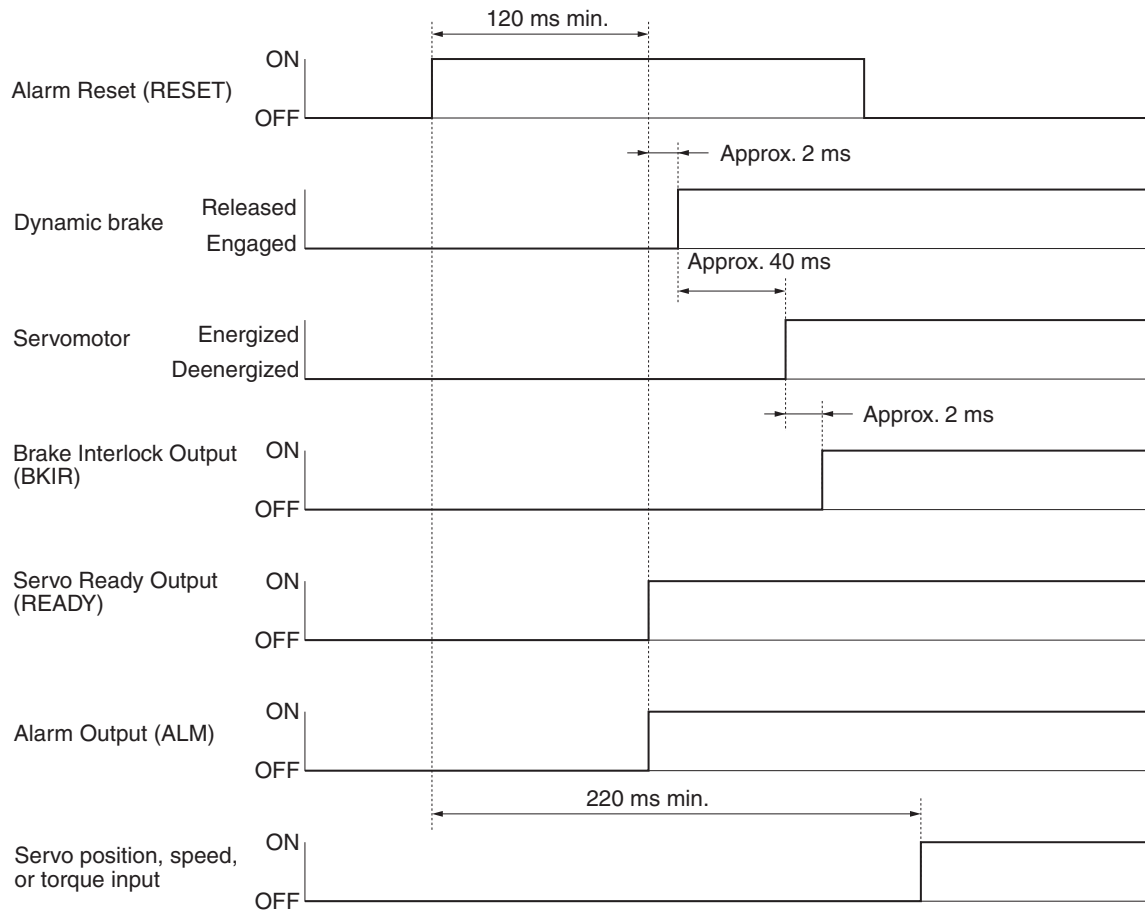 120 ms min.
ON
Alarm Reset (RESET)
OFF
Approx. 2 ms
Released
Dynamic brake
Engaged
Approx. 40 ms
Energized
Servomotor
Deenergized
Approx. 2 ms
Brake Interlock Output
(BKIR)
ON
OFF
Servo Ready Output
(READY)
ON
OFF
ON
Alarm Output (ALM)
OFF
220 ms min.
ON
Servo position, speed,
or torque input
OFF